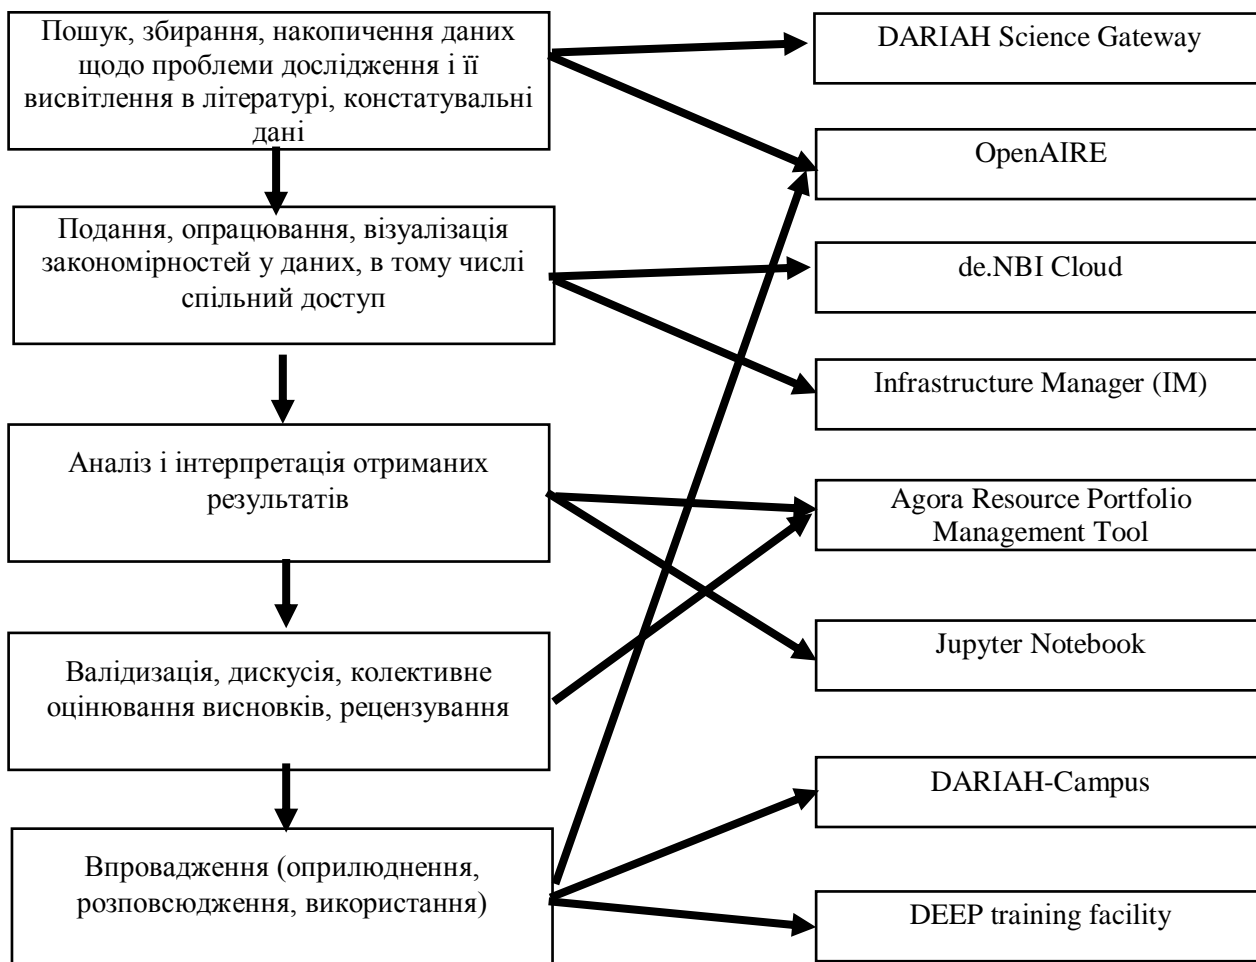 Пошук, збирання, накопичення даних
щодо проблеми дослідження і її
висвітлення в літературі, констатувальні
дані
Подання, опрацювання, візуалізація
закономірностей у даних, в тому числі
спільний доступ
Аналіз і інтерпретація отриманих
результатів
Валідизація, дискусія, колективне
оцінювання висновків, рецензування
Впровадження (оприлюднення,
розповсюдження, використання)
DARIAH Science Gateway
OpenAIRE
de.NBI Cloud
Infrastructure Manager (IM)
Agora Resource Portfolio
Management Tool
Jupyter Notebook
DARIAH-Campus
DEEP training facility